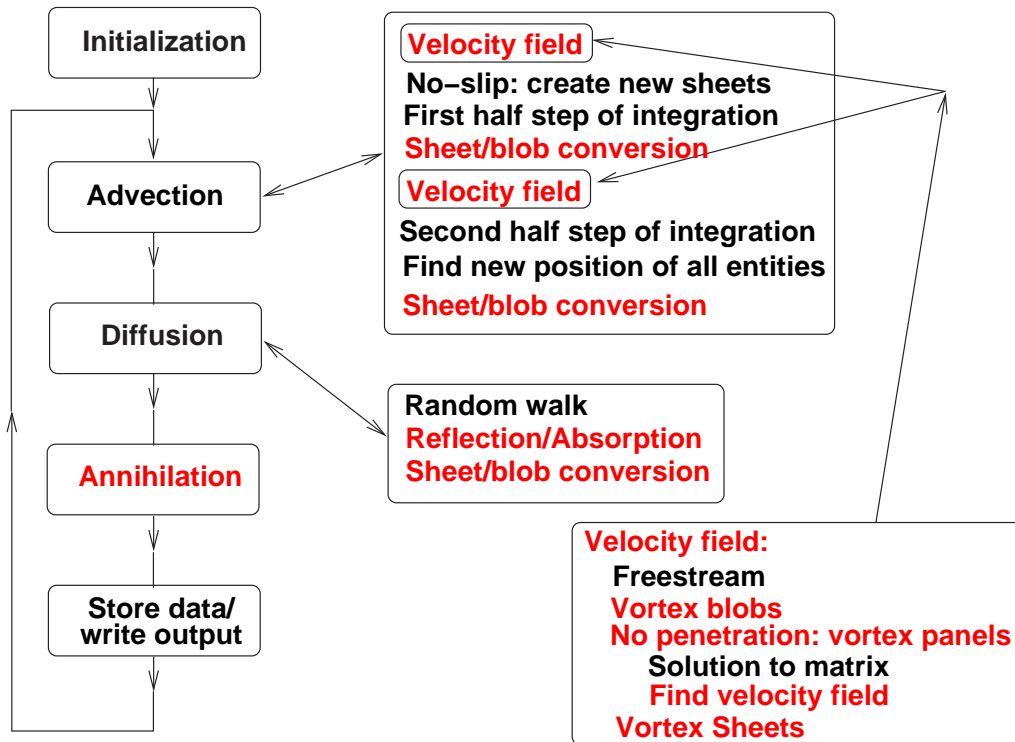 Initialization
Advection
Diffusion
Annihilation
Store data/
write output
Velocity field
No−slip: create new sheets
First half step of integration
Sheet/blob conversion
Velocity field
Second half step of integration
Find new position of all entities
Sheet/blob conversion
Random walk
Reflection/Absorption
Sheet/blob conversion
Velocity field:
Freestream
Vortex blobs
No penetration: vortex panels
Solution to matrix
Find velocity field
Vortex Sheets